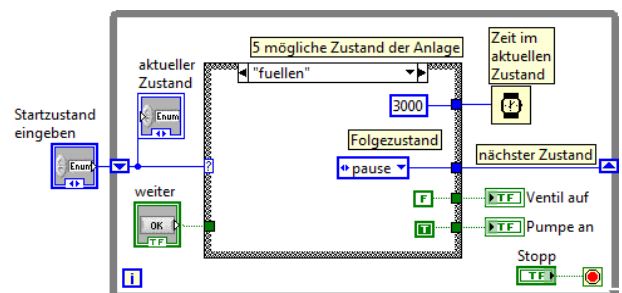 5 mögliche Zustand der Anlage
Zeit im
aktuellen
Zustand
aktueller
Zustand
"fuellen"
Enum
3000
Startzustand
eingeben
Enum
Folgezustand
?
pause
nächster Zustand
weiter
OK
TF
F
TF
Ventil auf
T
TF
Pumpe an
Stopp
TF
i